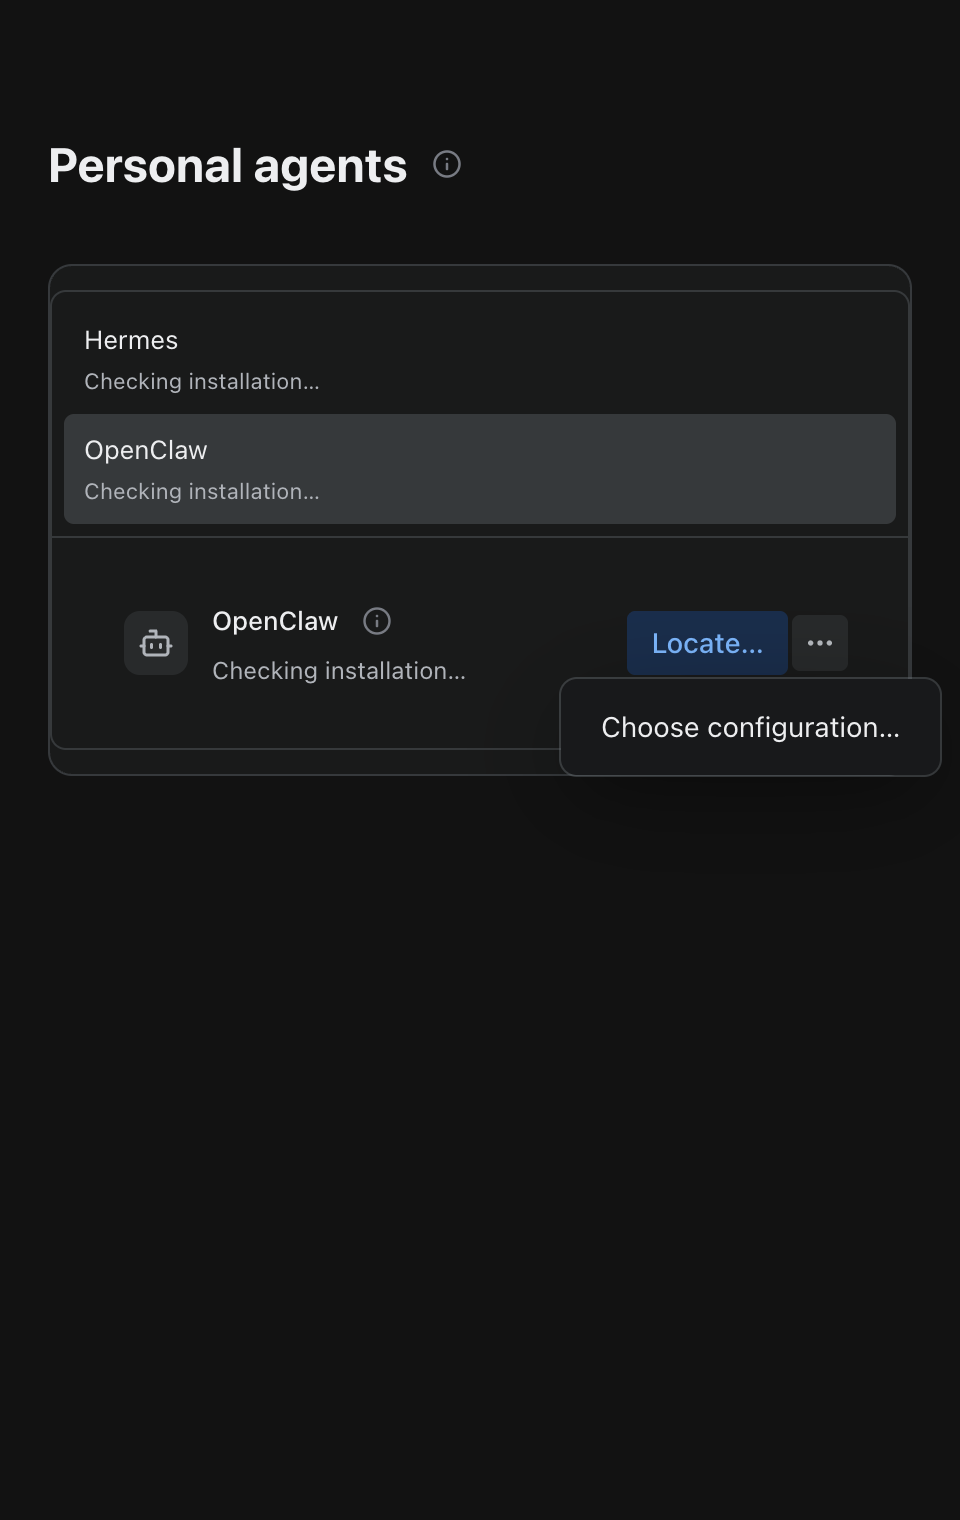 Personal agents
Hermes
Checking installation...
OpenClaw
Checking installation...
OpenClaw
Checking installation...
Locate...
Choose configuration...